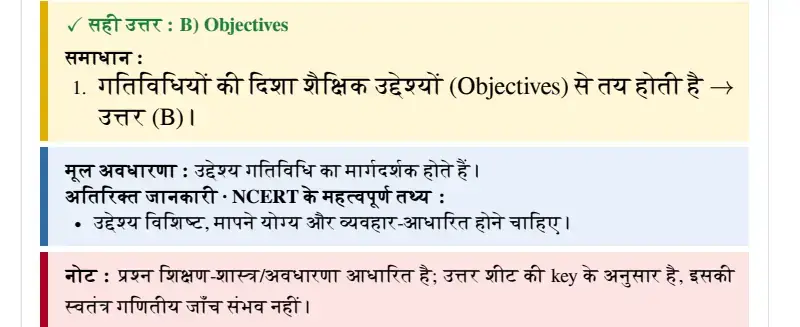 ✓ सही उत्तर : B) Objectives
समाधान :
1. गतिविधियों की दिशा शैक्षिक उद्देश्यों (Objectives) से तय होती है →
उत्तर (B)।
मूल अवधारणा : उद्देश्य गतिविधि का मार्गदर्शक होते हैं।
अतिरिक्त जानकारी · NCERT के महत्वपूर्ण तथ्य :
• उद्देश्य विशिष्ट, मापने योग्य और व्यवहार-आधारित होने चाहिए।
नोट : प्रश्न शिक्षण-शास्त्र/अवधारणा आधारित है; उत्तर शीट की key के अनुसार है, इसकी
स्वतंत्र गणितीय जाँच संभव नहीं।